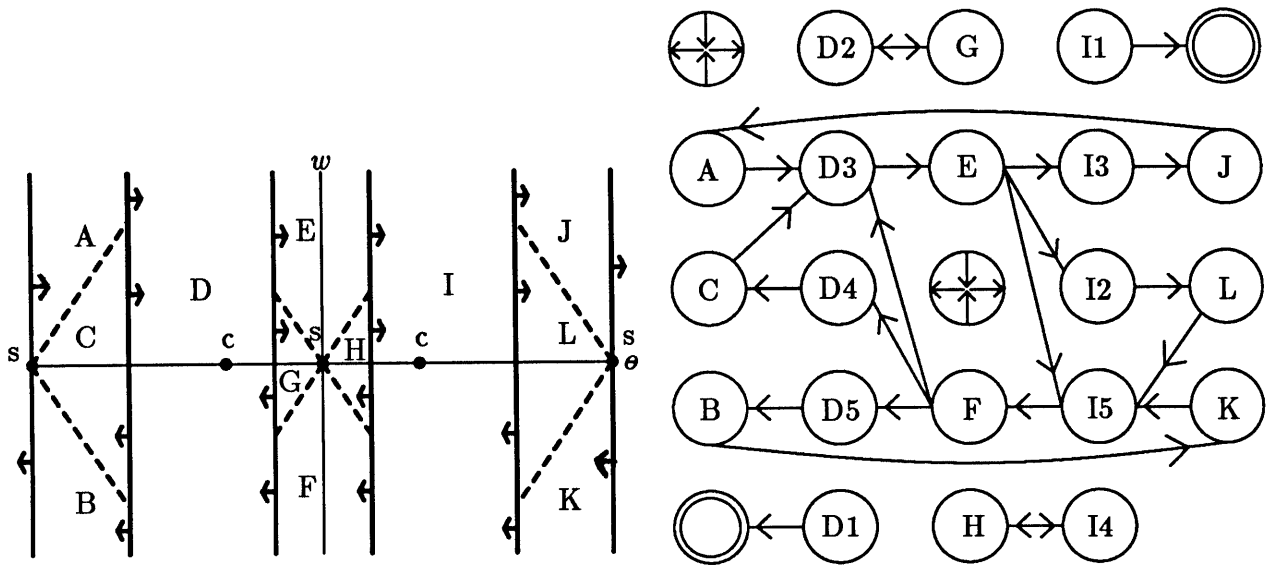 w
A E J
D I
C s c L s
s H θ
c
G
B F K
D2 G I1
A D3 E I3 J
C D4 I2 L
B D5 F I5 K
D1 H I4